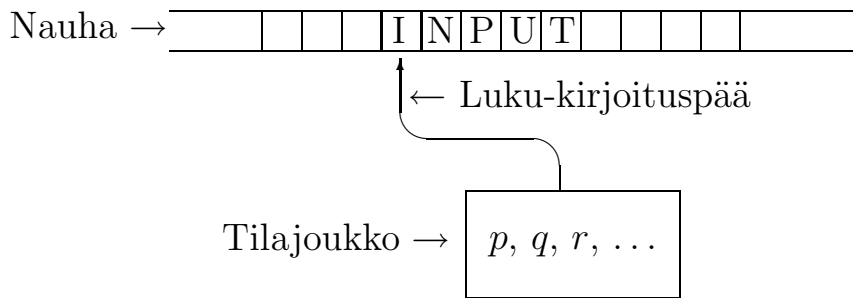 Nauha → I N P U T
← Luku-kirjoituspää
Tilajoukko → p, q, r, …